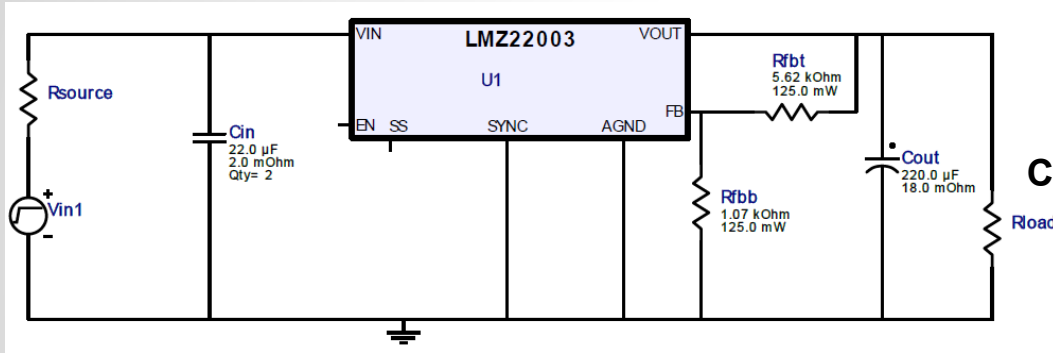 VIN
LMZ22003
VOUT
U1
FB
EN SS
SYNC
AGND
Rsource
Vin1
+
-
Cin
22.0 µF
2.0 mOhm
Qty= 2
Rfbt
5.62 kOhm
125.0 mW
Rfbb
1.07 kOhm
125.0 mW
Cout
220.0 µF
18.0 mOhm
C
Rload